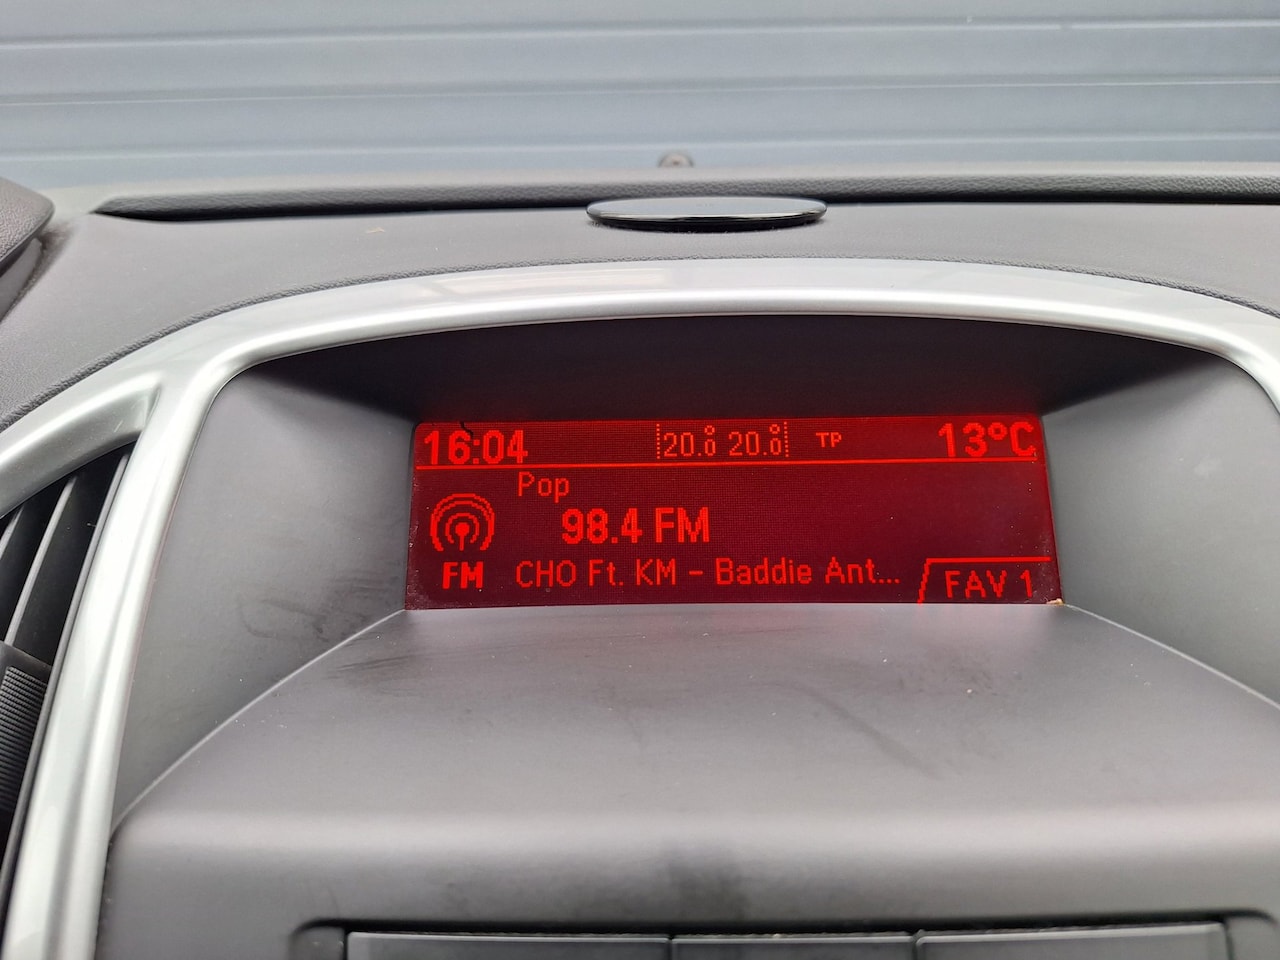 16:04 20.0° 20.0° TP 13°C
Pop
98.4 FM
FM CHO Ft. KM - Baddie Ant... FAV 1